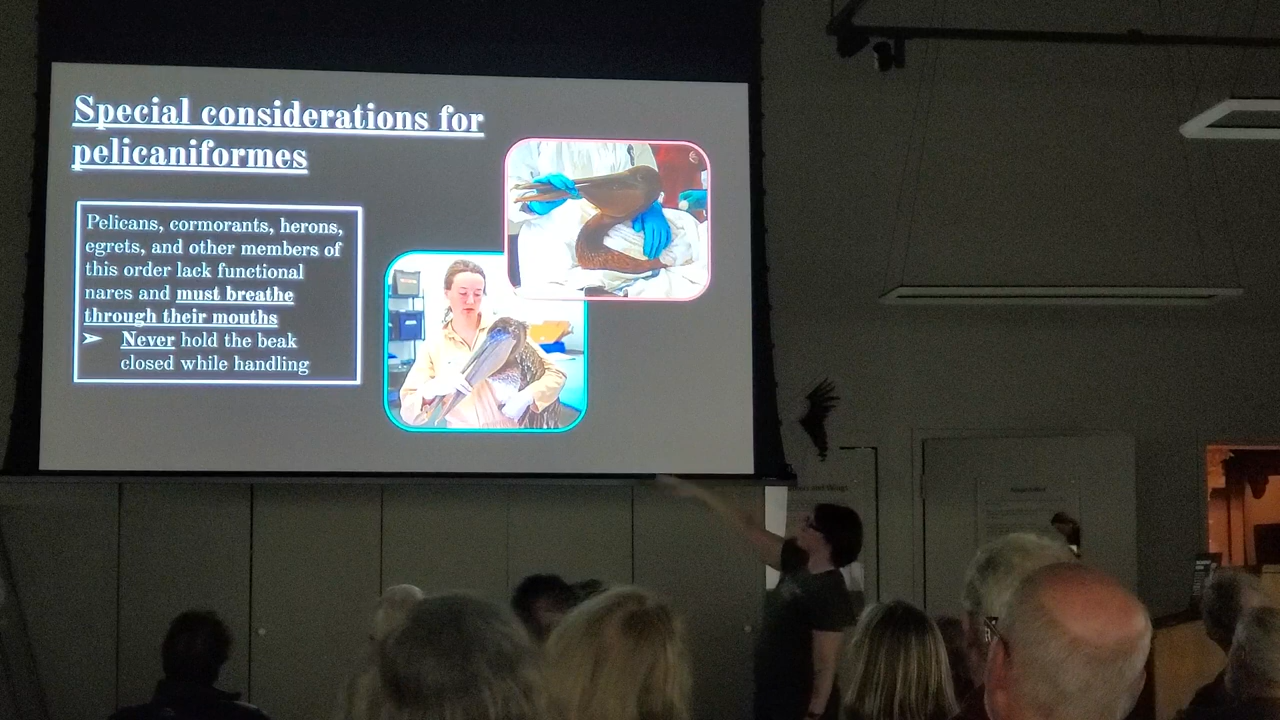 Special considerations for
pelicaniformes
Pelicans, cormorants, herons,
egrets, and other members of
this order lack functional
nares and must breathe
through their mouths
➤ Never hold the beak
closed while handling